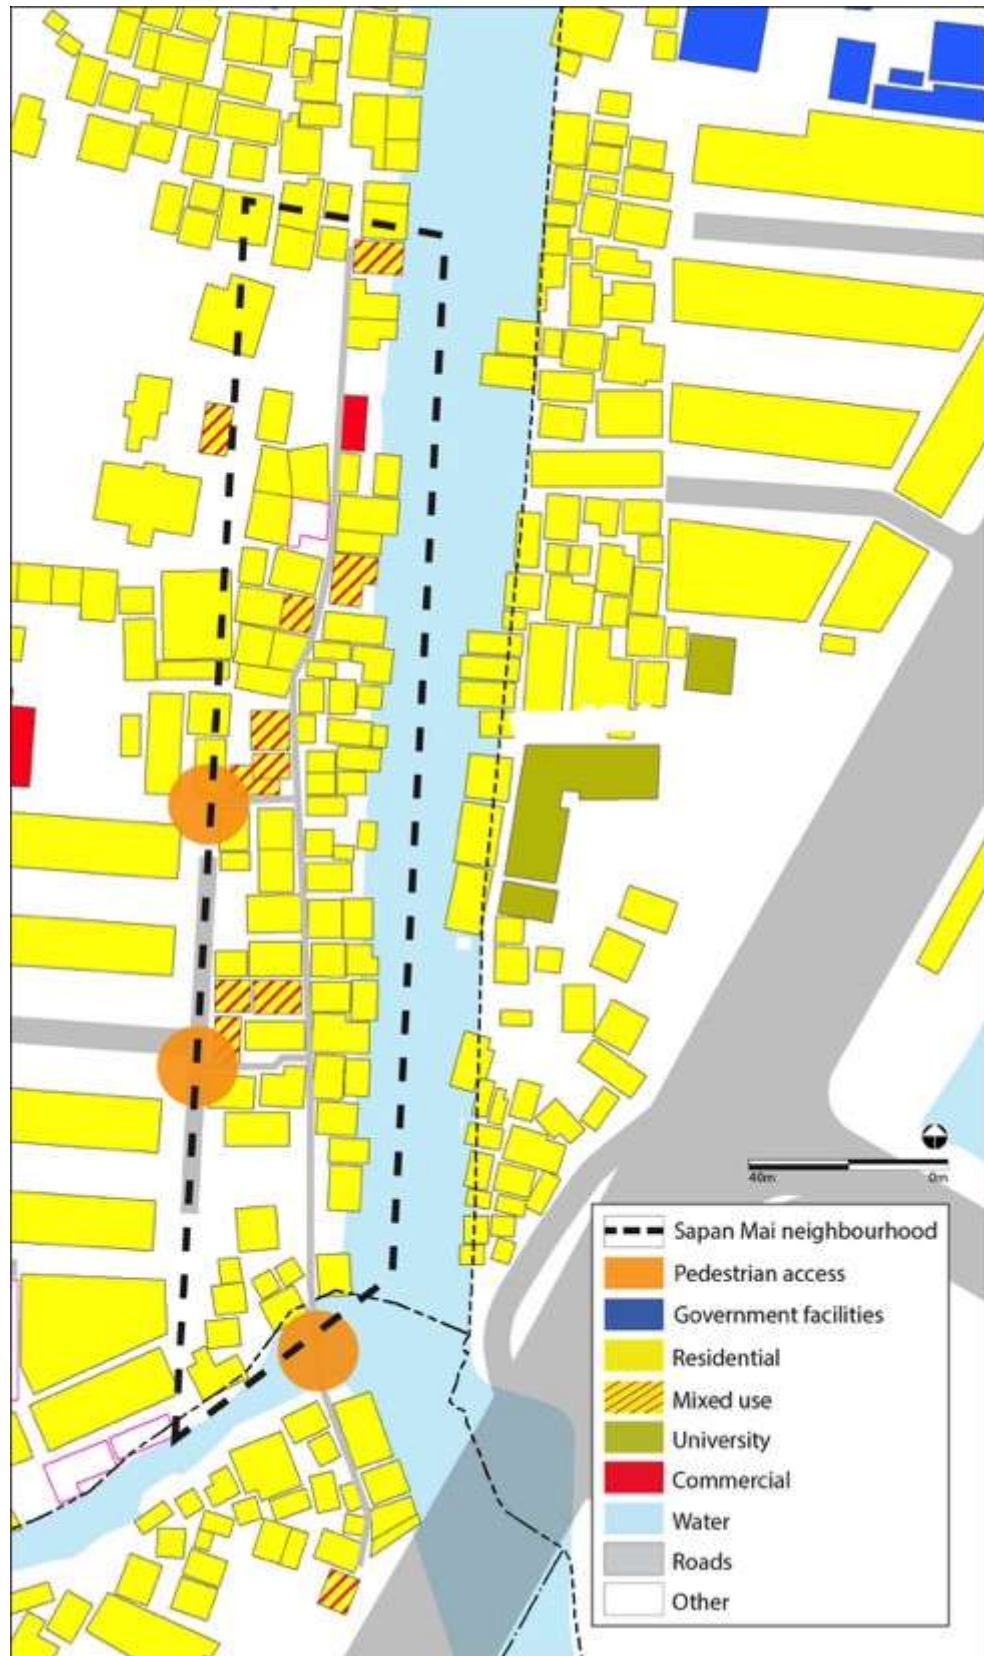 40m 0m
Sapan Mai neighbourhood
Pedestrian access
Government facilities
Residential
Mixed use
University
Commercial
Water
Roads
Other